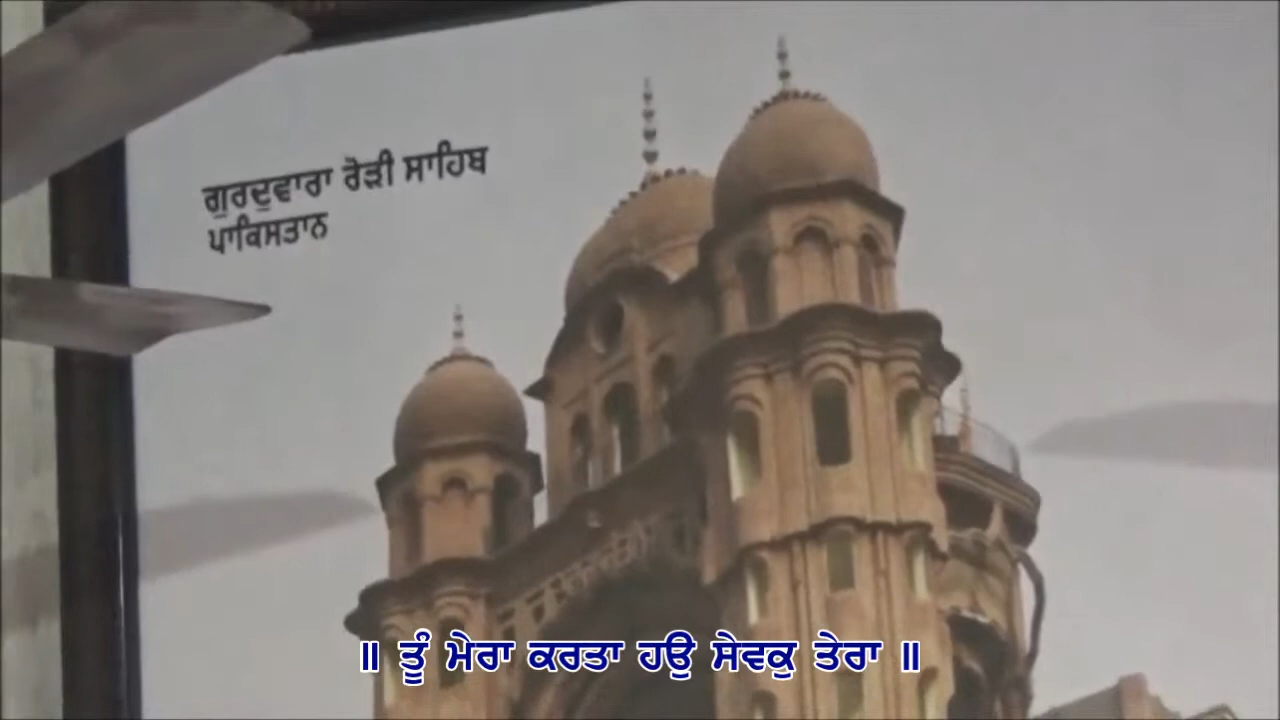 ਗੁਰਦੁਵਾਰਾ ਰੋੜੀ ਸਾਹਿਬ
ਪਾਕਿਸਤਾਨ
॥ ਤੂੰ ਮੇਰਾ ਕਰਤਾ ਹਉ ਸੇਵਕੁ ਤੇਰਾ ॥